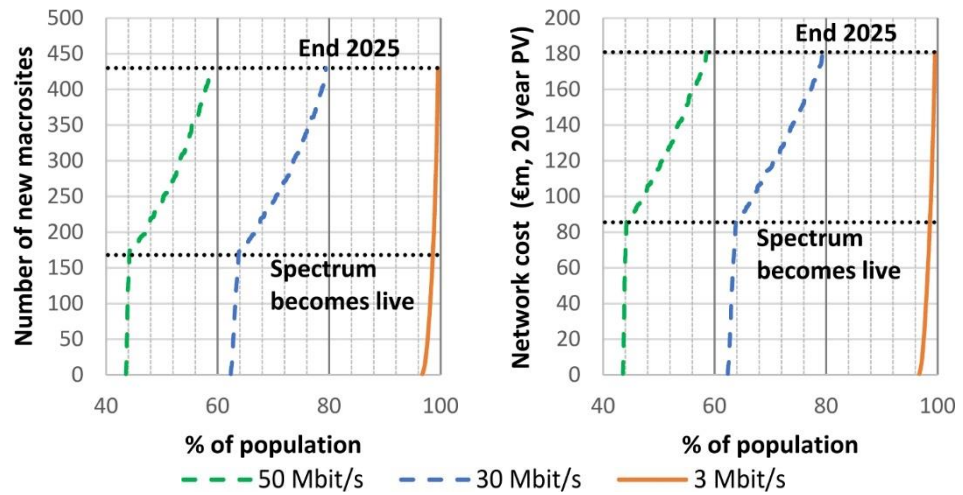 Number of new macrosites
500
450
400
350
300
250
200
150
100
50
0
End 2025
Spectrum
becomes live
40
60
80
100
% of population
Network cost (€m, 20 year PV)
200
180
160
140
120
100
80
60
40
20
0
End 2025
Spectrum
becomes live
40
60
80
100
% of population
50 Mbit/s
30 Mbit/s
3 Mbit/s